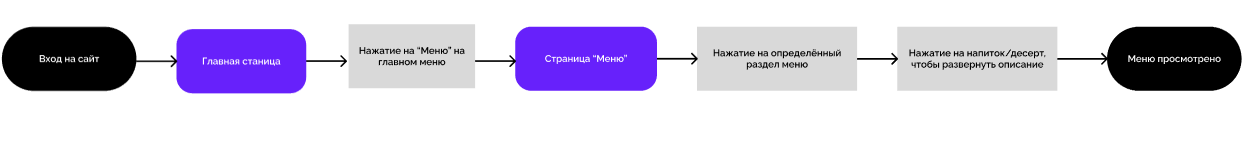 Вход на сайт
Главная станица
Нажатие на “Меню” на
главном меню
Страница “Меню”
Нажатие на определённый
раздел меню
Нажатие на напиток/десерт,
чтобы развернуть описание
Меню просмотрено